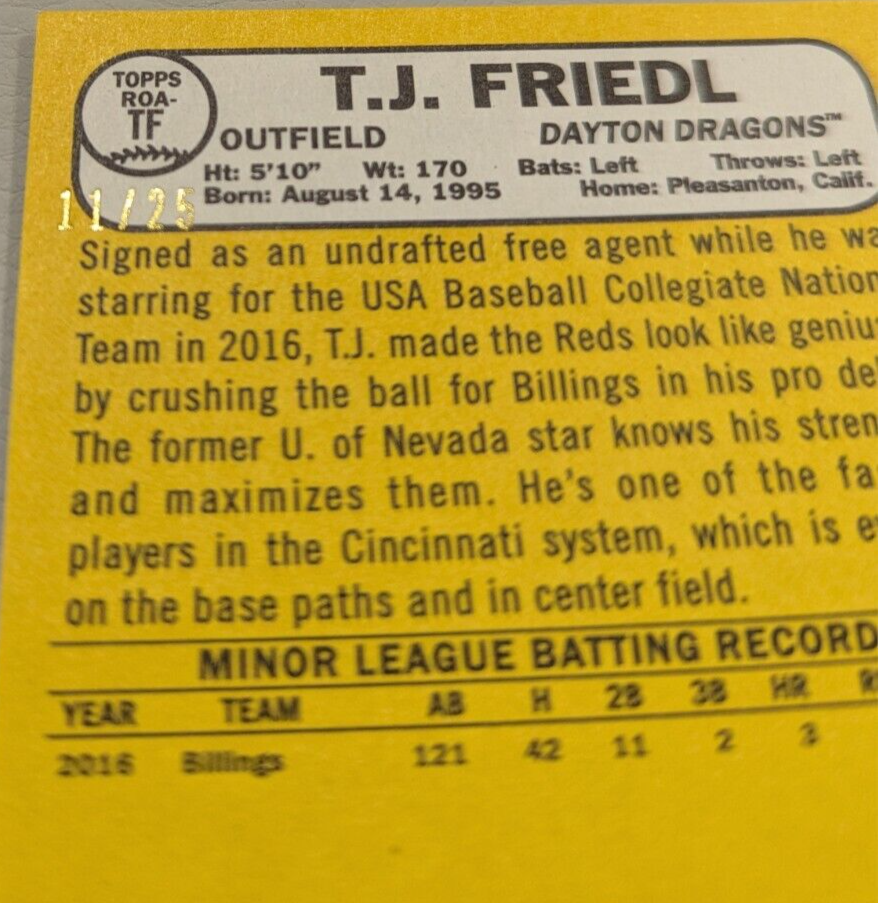 TOPPS
ROA-
TF
T.J. FRIEDL
OUTFIELD DAYTON DRAGONS™
Ht: 5'10" Wt: 170 Bats: Left Throws: Left
Born: August 14, 1995 Home: Pleasanton, Calif.
11/25
Signed as an undrafted free agent while he wa
starring for the USA Baseball Collegiate Nation
Team in 2016, T.J. made the Reds look like geniu
by crushing the ball for Billings in his pro de
The former U. of Nevada star knows his stren
and maximizes them. He's one of the fa
players in the Cincinnati system, which is e
on the base paths and in center field.
MINOR LEAGUE BATTING RECORD
YEAR TEAM AB H 2B 3B HR R
2016 Billings 121 42 11 2 3